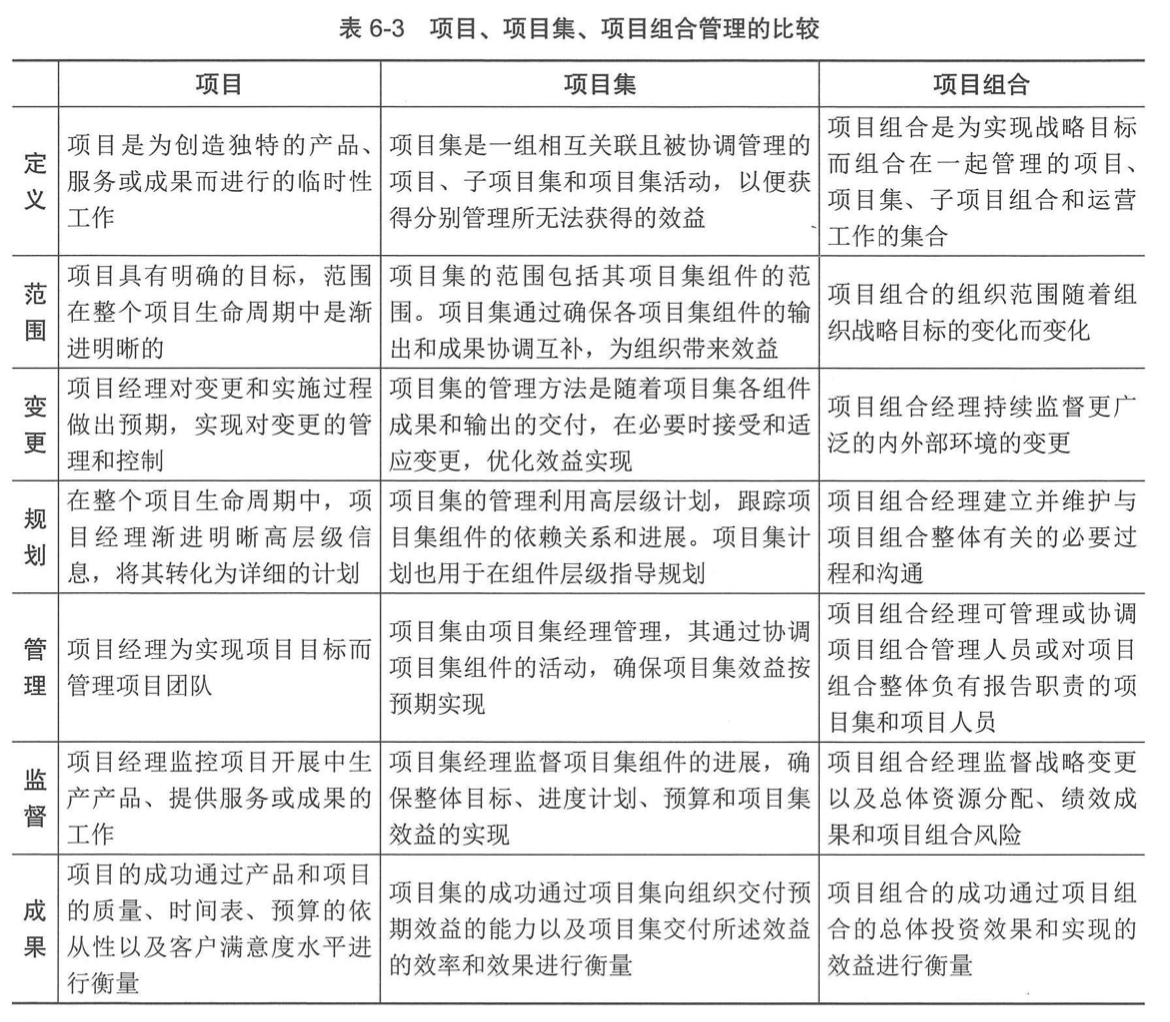 表 6-3 项目、项目集、项目组合管理的比较
项目
项目集
项目组合
定
义
项目是为创造独特的产品、
服务或成果而进行的临时性
工作
项目集是一组相互关联且被协调管理的
项目、子项目集和项目集活动，以便获
得分别管理所无法获得的效益
项目组合是为实现战略目标
而组合在一起管理的项目、
项目集、子项目组合和运营
工作的集合
范
围
项目具有明确的目标，范围
在整个项目生命周期中是渐
进明晰的
项目集的范围包括其项目集组件的范
围。项目集通过确保各项目集组件的输
出和成果协调互补，为组织带来效益
项目组合的组织范围随着组
织战略目标的变化而变化
变
更
项目经理对变更和实施过程
做出预期，实现对变更的管
理和控制
项目集的管理方法是随着项目集各组件
成果和输出的交付，在必要时接受和适
应变更，优化效益实现
项目组合经理持续监督更广
泛的内外部环境的变更
规
划
在整个项目生命周期中，项
目经理渐进明晰高层级信
息，将其转化为详细的计划
项目集的管理利用高层级计划，跟踪项
目集组件的依赖关系和进展。项目集计
划也用于在组件层级指导规划
项目组合经理建立并维护与
项目组合整体有关的必要过
程和沟通
管
理
项目经理为实现项目目标而
管理项目团队
项目集由项目集经理管理，其通过协调
项目集组件的活动，确保项目集效益按
预期实现
项目组合经理可管理或协调
项目组合管理人员或对项目
组合整体负有报告职责的项
目集和项目人员
监
督
项目经理监控项目开展中生
产产品、提供服务或成果的
工作
项目集经理监督项目集组件的进展，确
保整体目标、进度计划、预算和项目集
效益的实现
项目组合经理监督战略变更
以及总体资源分配、绩效成
果和项目组合风险
成
果
项目的成功通过产品和项目
的质量、时间表、预算的依
从性以及客户满意度水平进
行衡量
项目集的成功通过项目集向组织交付预
期效益的能力以及项目集交付所述效益
的效率和效果进行衡量
项目组合的成功通过项目组
合的总体投资效果和实现的
效益进行衡量